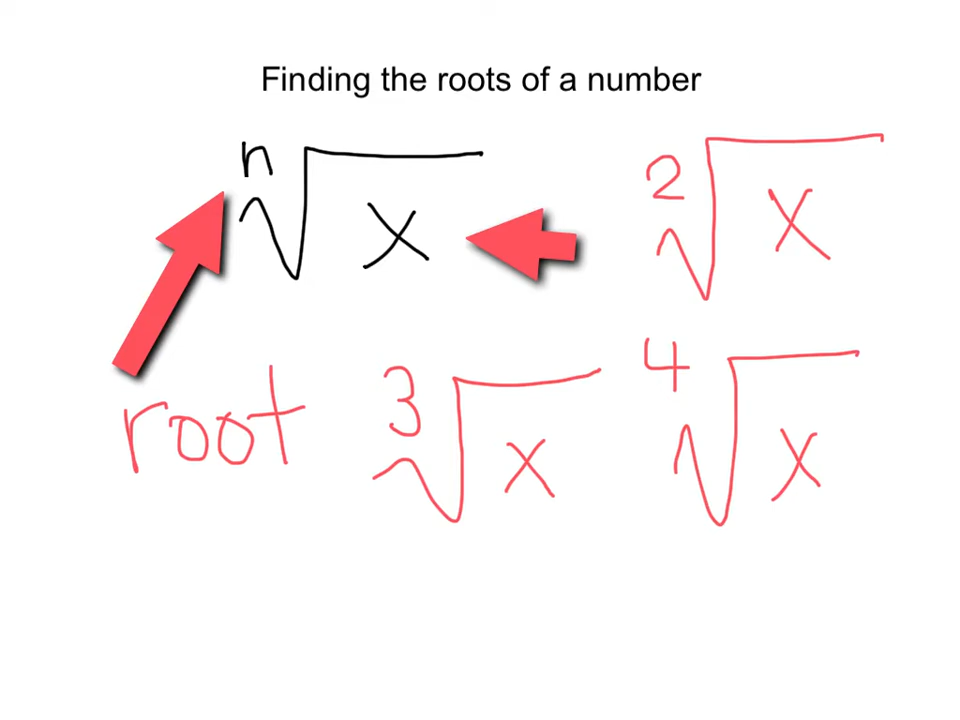 Finding the roots of a number
n√x
2√x
root
3√x
4√x